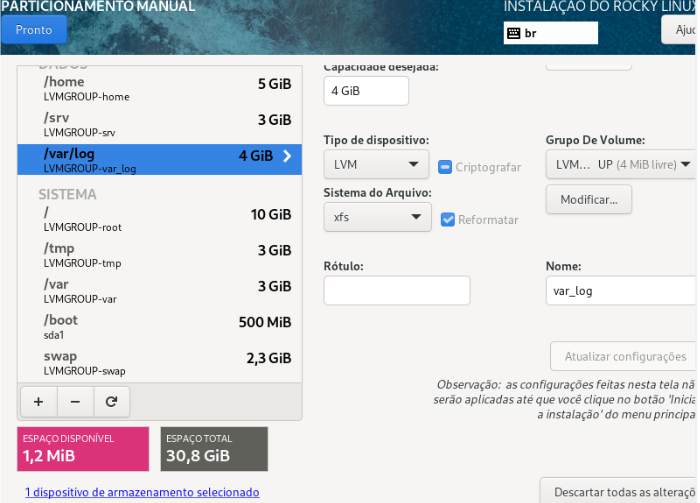 PARTICIONAMENTO MANUAL
INSTALAÇÃO DO ROCKY LINUX
Pronto
br
Ajuc
DADOS
/home
5 GiB
LVMGROUP-home
/srv
3 GiB
LVMGROUP-srv
/var/log
4 GiB
LVMGROUP-var_log
SISTEMA
/
10 GiB
LVMGROUP-root
/tmp
3 GiB
LVMGROUP-tmp
/var
3 GiB
LVMGROUP-var
/boot
500 MiB
sda1
swap
2,3 GiB
LVMGROUP-swap
+ −
ESPAÇO DISPONÍVEL
1,2 MiB
ESPAÇO TOTAL
30,8 GiB
1 dispositivo de armazenamento selecionado
Capacidade desejada:
4 GiB
Tipo de dispositivo:
LVM
Criptografar
Grupo De Volume:
LVM... UP (4 MiB livre)
Modificar...
Sistema do Arquivo:
xfs
Reformatar
Rótulo:
Nome:
var_log
Atualizar configurações
Observação: as configurações feitas nesta tela nã
serão aplicadas até que você clique no botão 'Inicia
a instalação' do menu principa
Descartar todas as alteraçõ